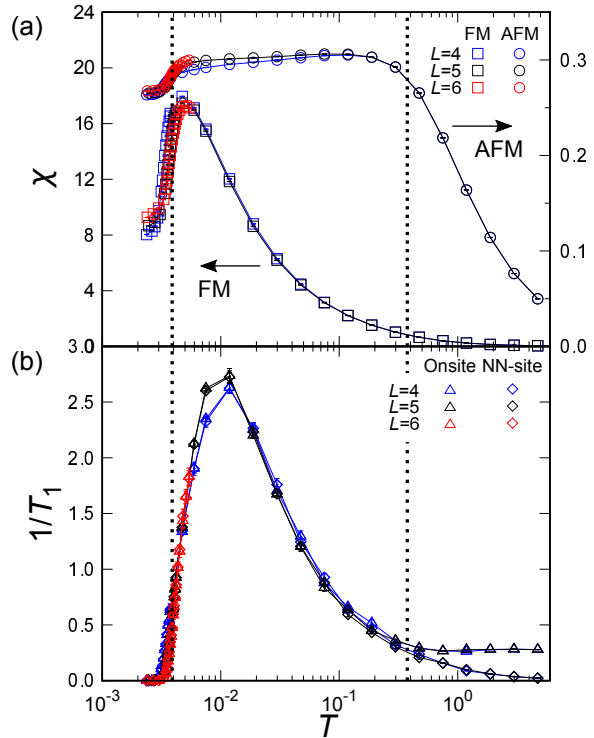 (a)
FM AFM
L=4
L=5
L=6
24
20
16
12
8
4
0
χ
0.3
0.2
0.1
0.0
AFM
FM
(b)
Onsite NN-site
L=4
L=5
L=6
3.0
2.5
2.0
1.5
1.0
0.5
0.0
1/T₁
10⁻³ 10⁻² 10⁻¹ 10⁰
T